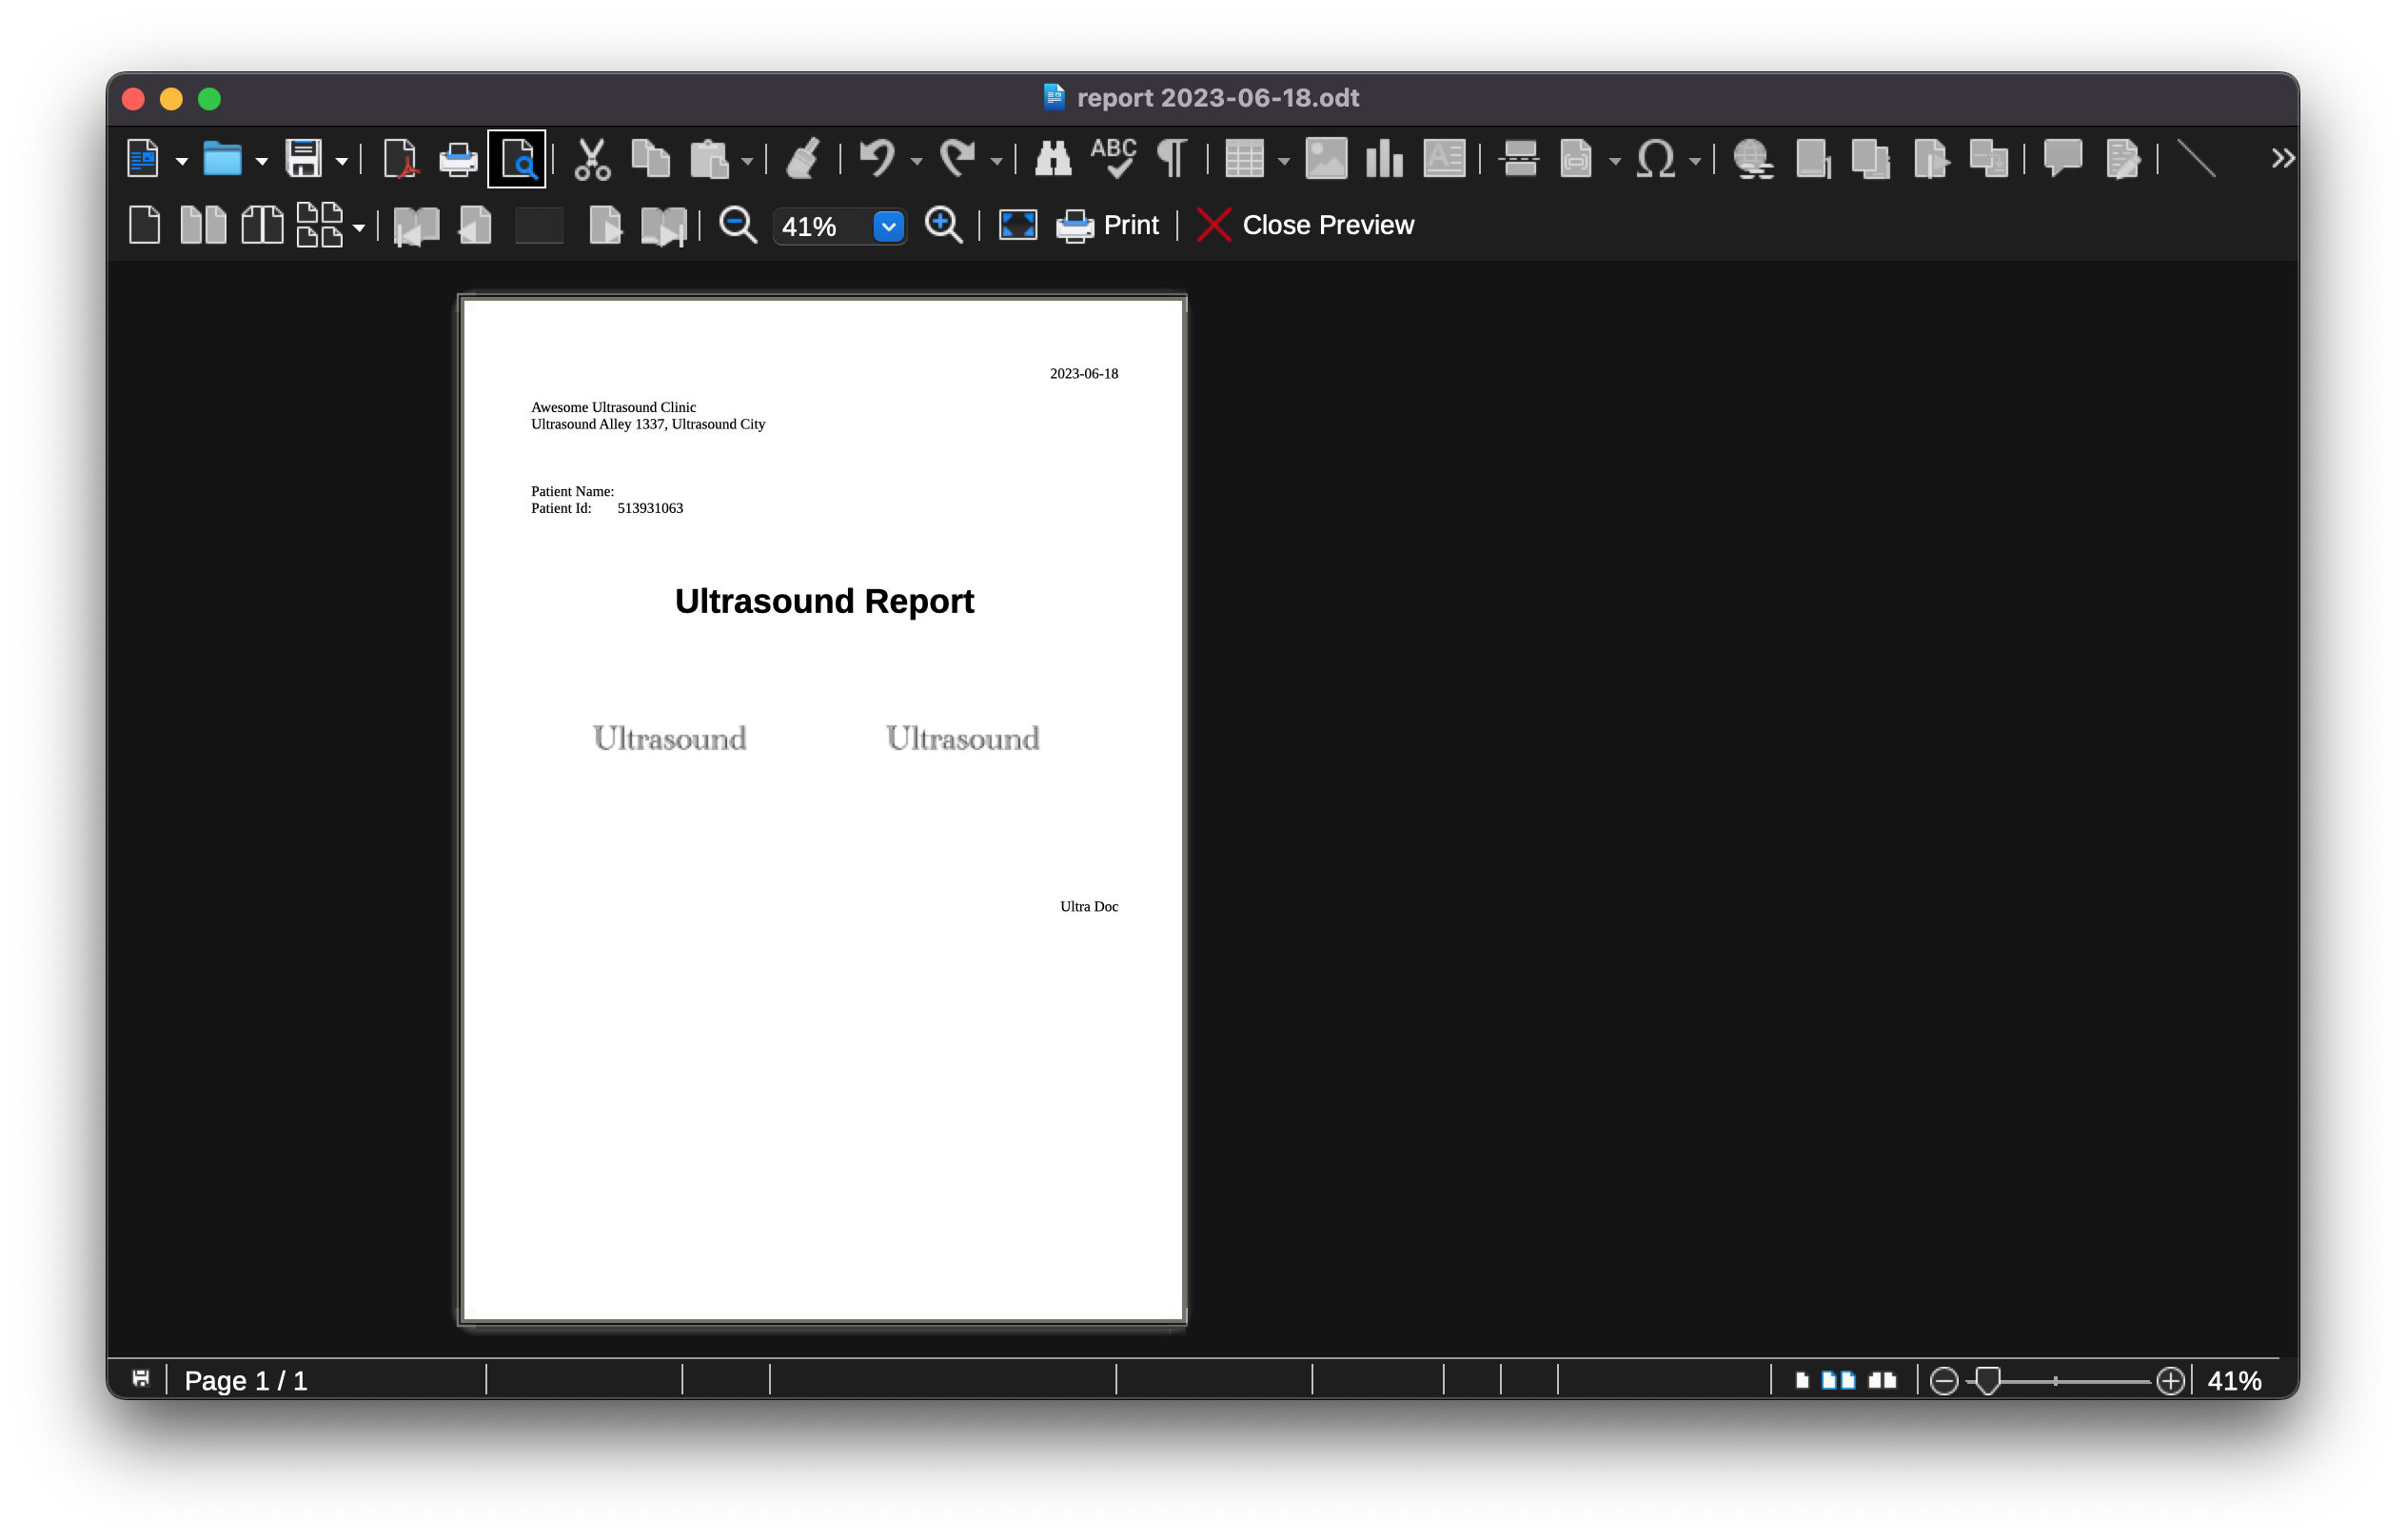 report 2023-06-18.odt
ABC
41%
Print
Close Preview
2023-06-18
Awesome Ultrasound Clinic
Ultrasound Alley 1337, Ultrasound City
Patient Name:
Patient Id: 513931063
Ultrasound Report
Ultrasound Ultrasound
Ultra Doc
Page 1 / 1
41%